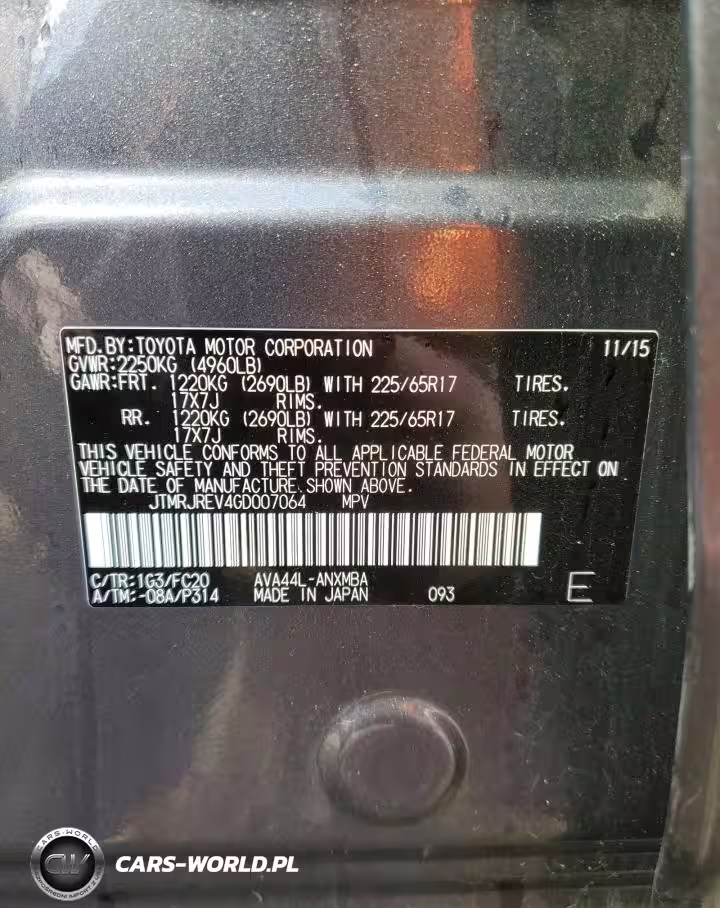 MFD.BY:TOYOTA MOTOR CORPORATION 11/15
GVWR:2250KG (4960LB)
GAWR:FRT. 1220KG (2690LB) WITH 225/65R17 TIRES.
17X7J RIMS.
RR. 1220KG (2690LB) WITH 225/65R17 TIRES.
17X7J RIMS.
THIS VEHICLE CONFORMS TO ALL APPLICABLE FEDERAL MOTOR
VEHICLE SAFETY AND THEFT PREVENTION STANDARDS IN EFFECT ON
THE DATE OF MANUFACTURE SHOWN ABOVE.
JTMRJREV4GD007064 MPV
C/TR:1G3/FC20 AVA44L-ANXMBA
A/TM:-08A/P314 MADE IN JAPAN 093
E
CARS-WORLD
CW
CARS-WORLD.PL